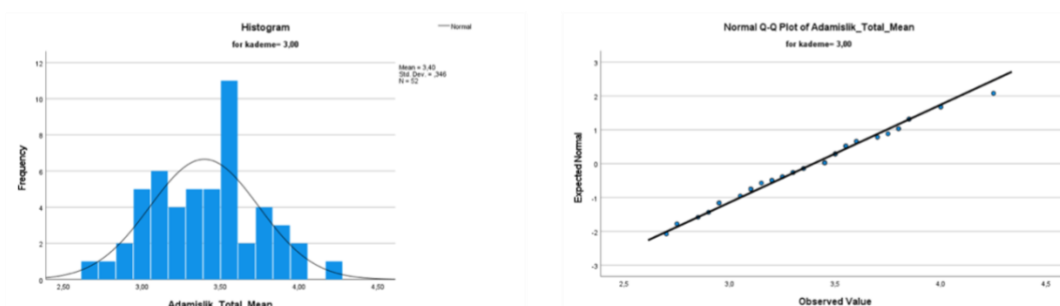 Histogram
for kademe= 3,00
Normal
Mean = 3,40
Std. Dev. = ,346
N = 52
12
10
8
6
4
2
0
Frequency
2,50 3,00 3,50 4,00 4,50
Adamislik_Total_Mean
Normal Q-Q Plot of Adamislik_Total_Mean
for kademe= 3,00
3
2
1
0
-1
-2
-3
Expected Normal
2,5 3,0 3,5 4,0 4,5
Observed Value